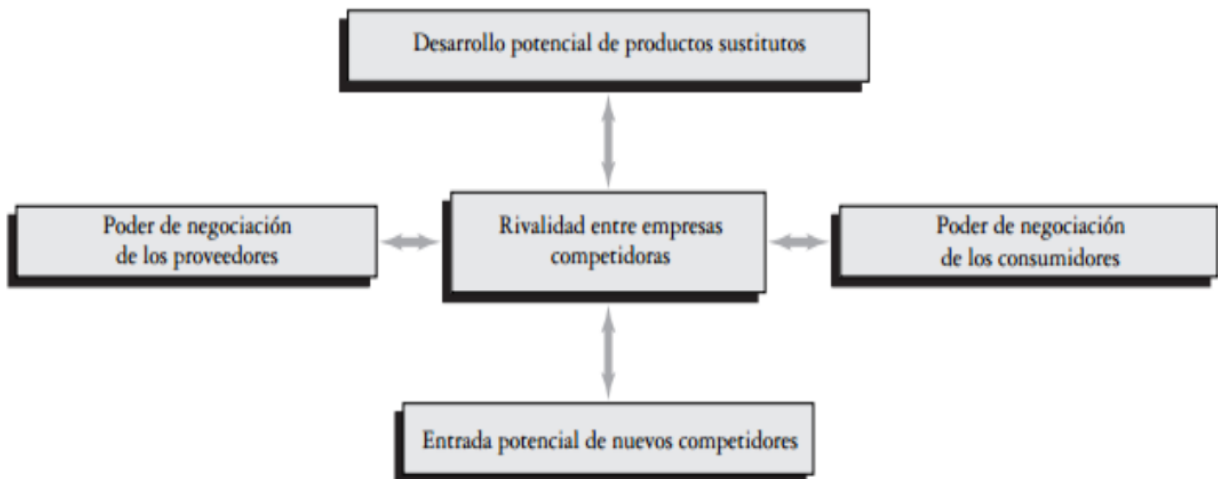 Desarrollo potencial de productos sustitutos
Poder de negociación
de los proveedores
Rivalidad entre empresas
competidoras
Poder de negociación
de los consumidores
Entrada potencial de nuevos competidores